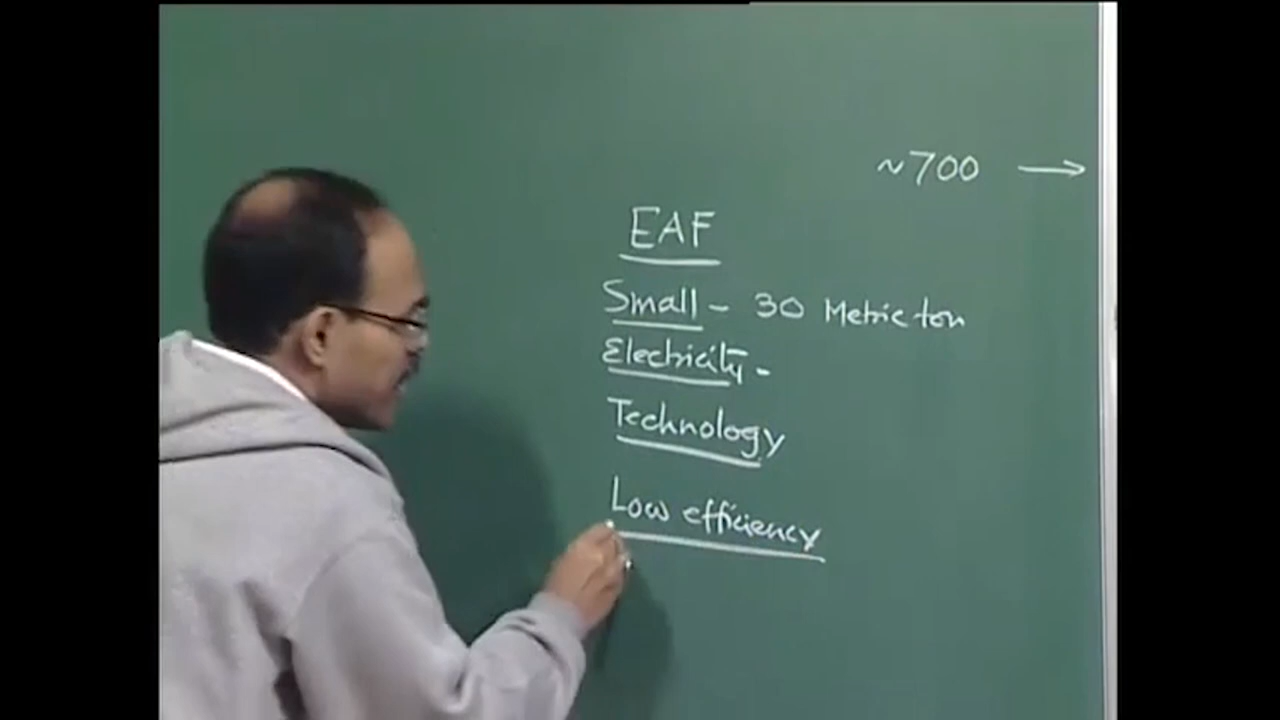 ~700 →
EAF
Small - 30 Metric ton
Electricity -
Technology
Low efficiency